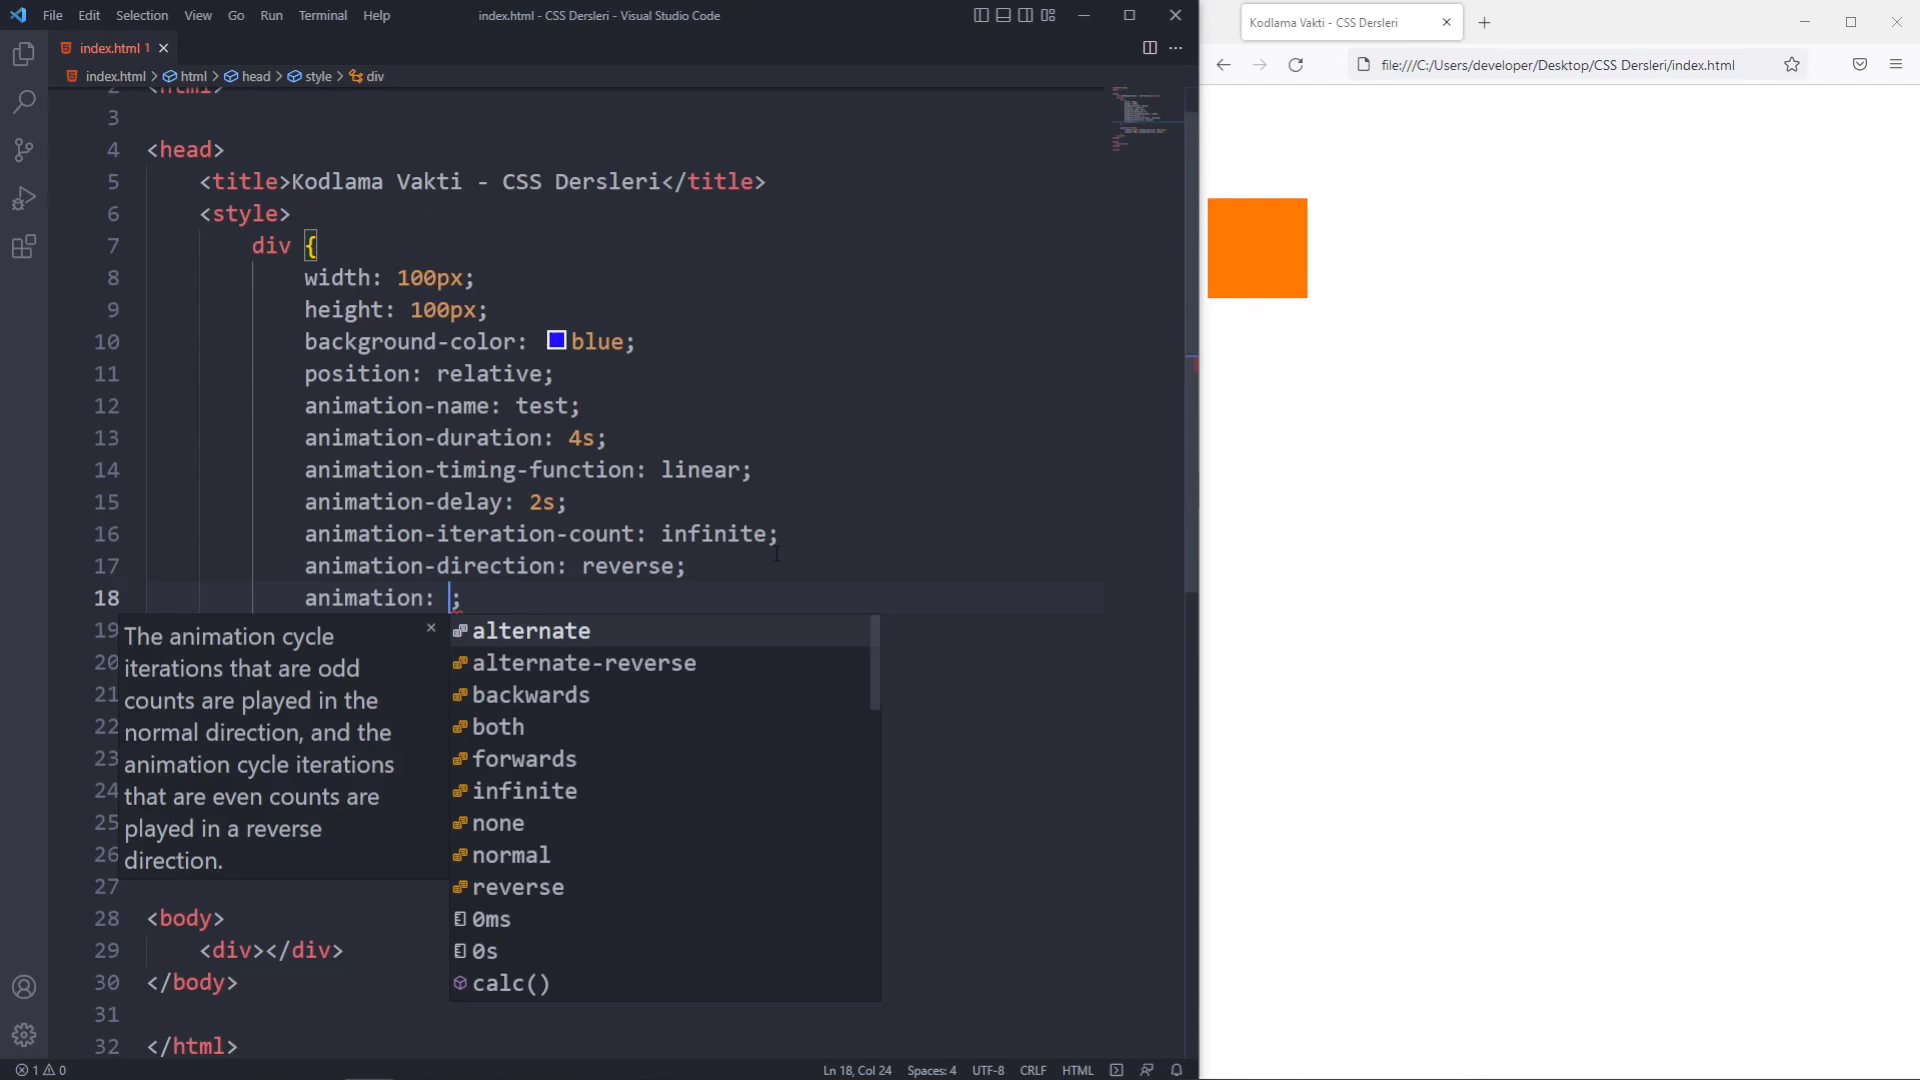 File Edit Selection View Go Run Terminal Help
index.html - CSS Dersleri - Visual Studio Code
Kodlama Vakti - CSS Dersleri
index.html 1
file:///C:/Users/developer/Desktop/CSS Dersleri/index.html
index.html > html > head > style > div
2 <html>
3
4 <head>
5 <title>Kodlama Vakti - CSS Dersleri</title>
6 <style>
7 div {
8 width: 100px;
9 height: 100px;
10 background-color: blue;
11 position: relative;
12 animation-name: test;
13 animation-duration: 4s;
14 animation-timing-function: linear;
15 animation-delay: 2s;
16 animation-iteration-count: infinite;
17 animation-direction: reverse;
18 animation: ;
19
20
21
22
23
24
25
26
27
The animation cycle
iterations that are odd
counts are played in the
normal direction, and the
animation cycle iterations
that are even counts are
played in a reverse
direction.
alternate
alternate-reverse
backwards
both
forwards
infinite
none
normal
reverse
0ms
0s
calc()
28 <body>
29 <div></div>
30 </body>
31
32 </html>
1 0
Ln 18, Col 24 Spaces: 4 UTF-8 CRLF HTML